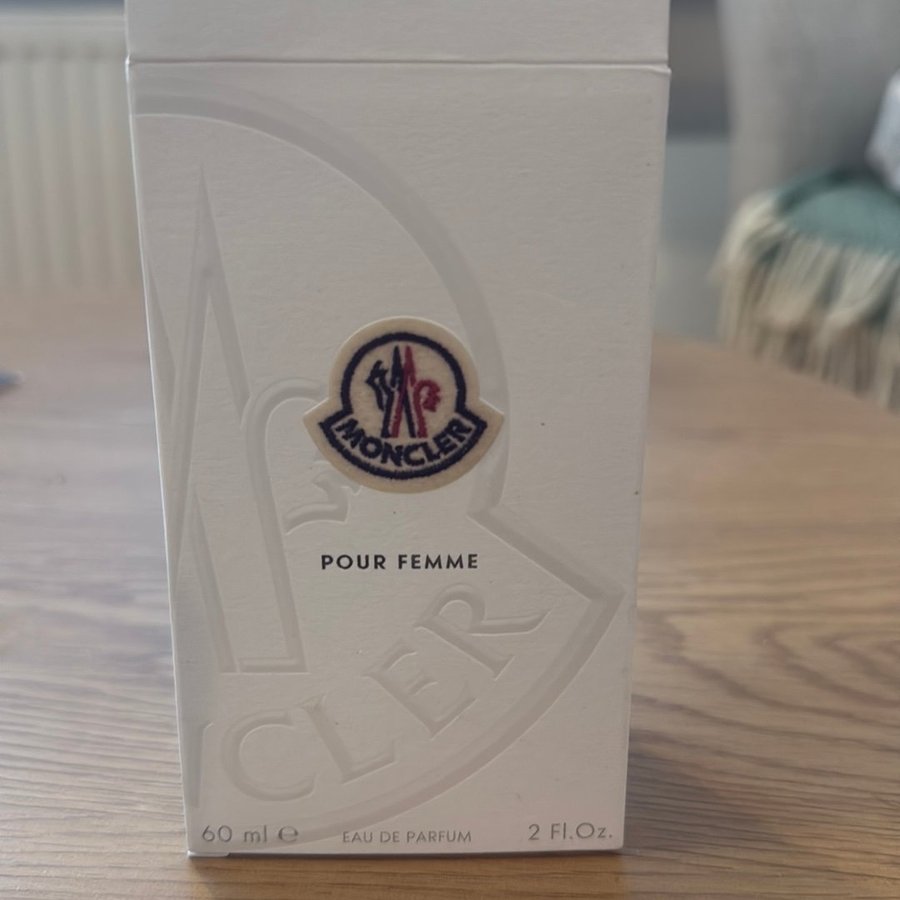 MONCLER
POUR FEMME
CLER
60 ml ℮ EAU DE PARFUM 2 Fl.Oz.